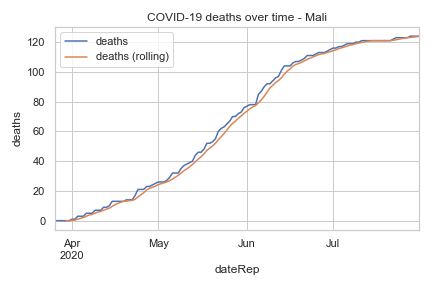 COVID-19 deaths over time - Mali
deaths
deaths (rolling)
120
100
80
60
40
20
0
deaths
Apr
2020
May
Jun
Jul
dateRep